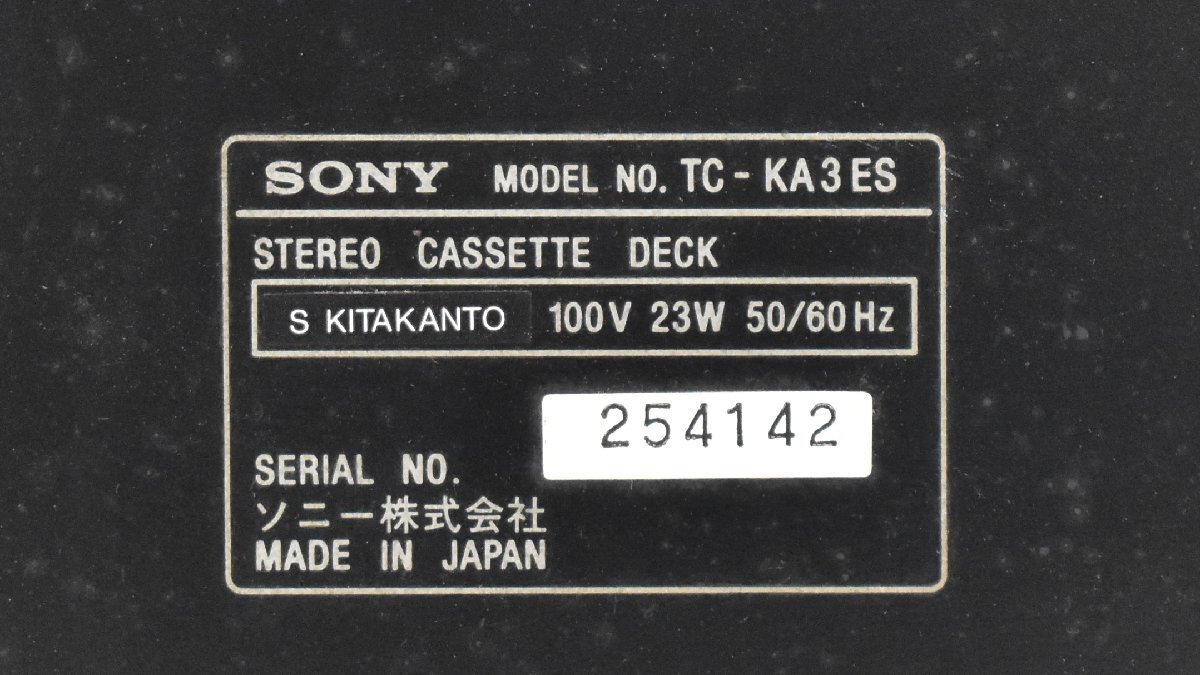 SONY MODEL NO. TC-KA3ES
STEREO CASSETTE DECK
S KITAKANTO 100V 23W 50/60Hz
254142
SERIAL NO.
ソニー株式会社
MADE IN JAPAN